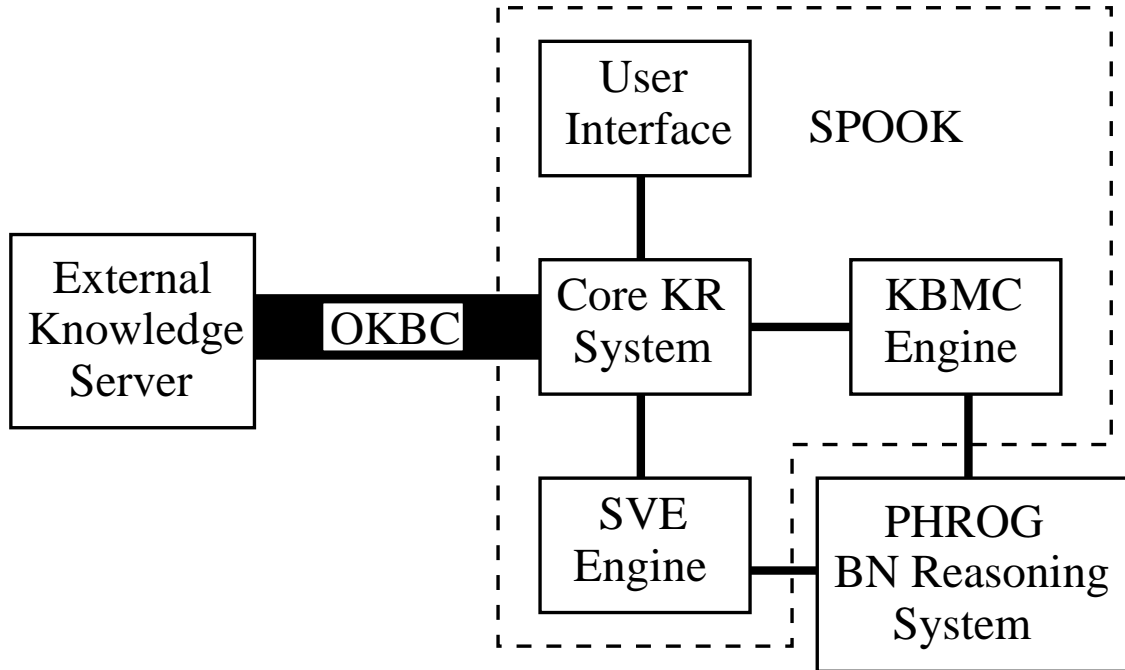 User
Interface
SPOOK
External
Knowledge
Server
OKBC
Core KR
System
KBMC
Engine
SVE
Engine
PHROG
BN Reasoning
System